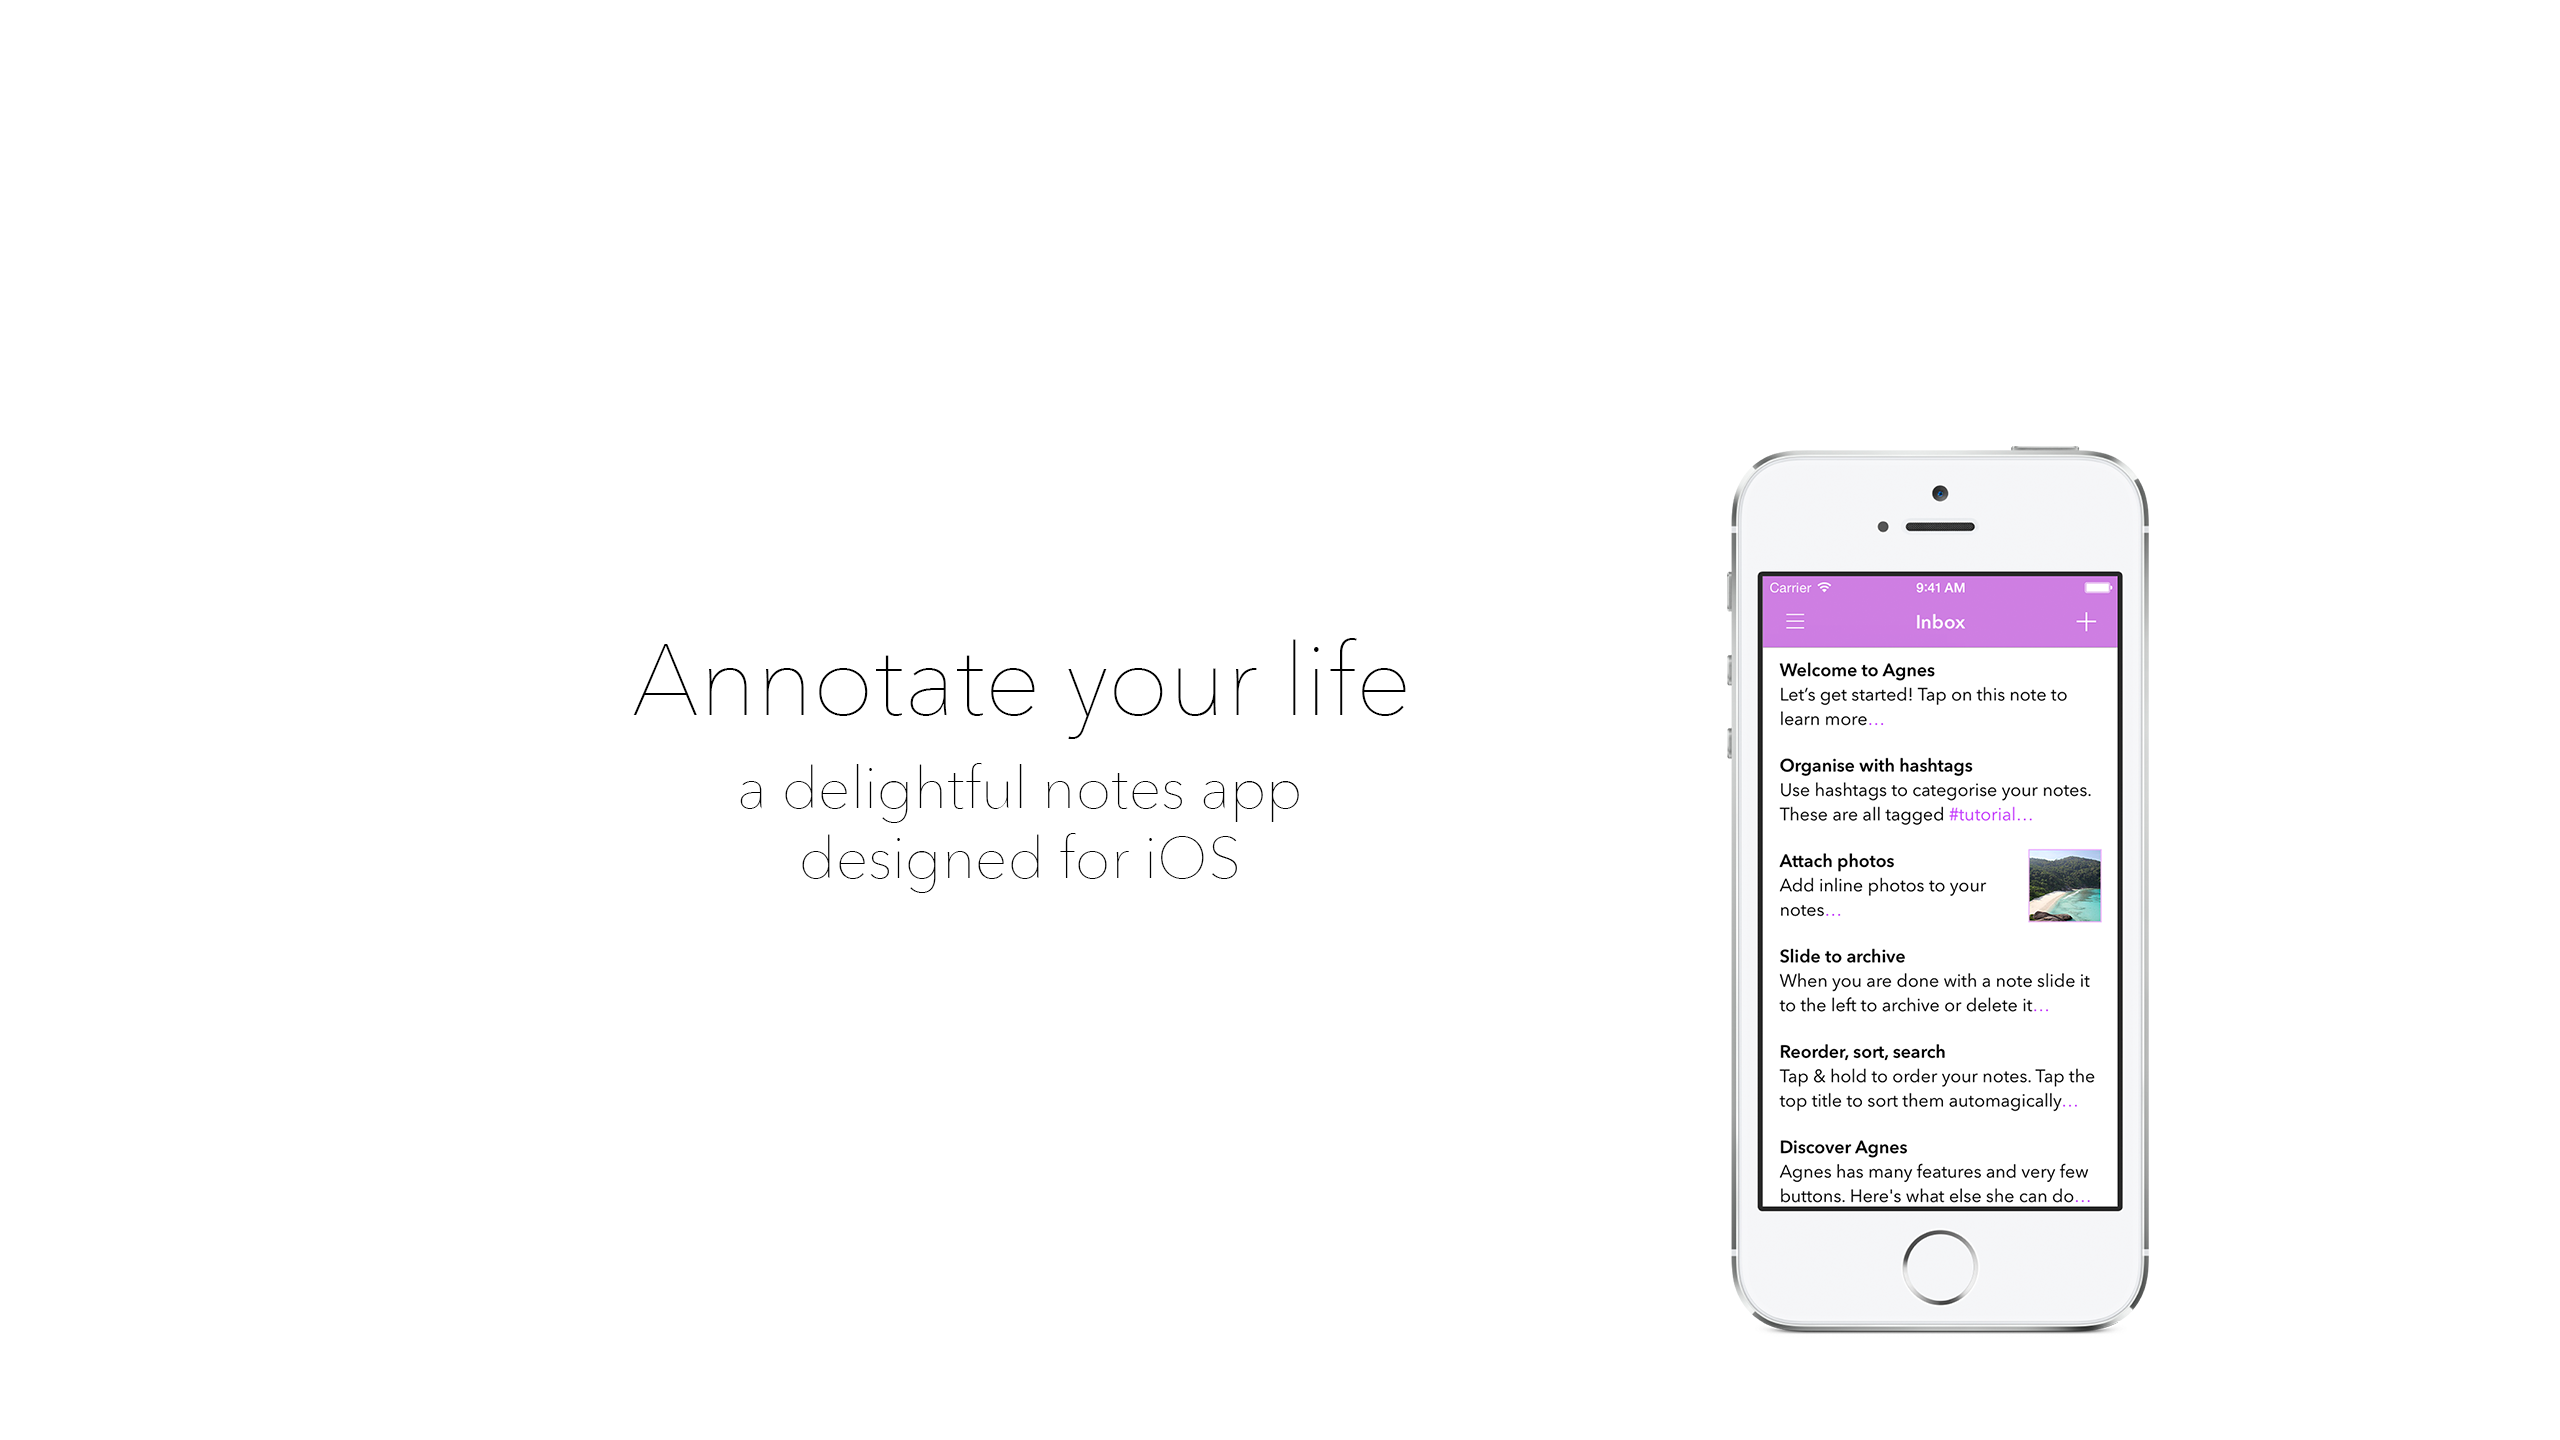 Annotate your life
a delightful notes app
designed for iOS
Carrier 9:41 AM
Inbox
Welcome to Agnes
Let’s get started! Tap on this note to
learn more…
Organise with hashtags
Use hashtags to categorise your notes.
These are all tagged #tutorial…
Attach photos
Add inline photos to your
notes…
Slide to archive
When you are done with a note slide it
to the left to archive or delete it…
Reorder, sort, search
Tap & hold to order your notes. Tap the
top title to sort them automagically…
Discover Agnes
Agnes has many features and very few
buttons. Here's what else she can do…